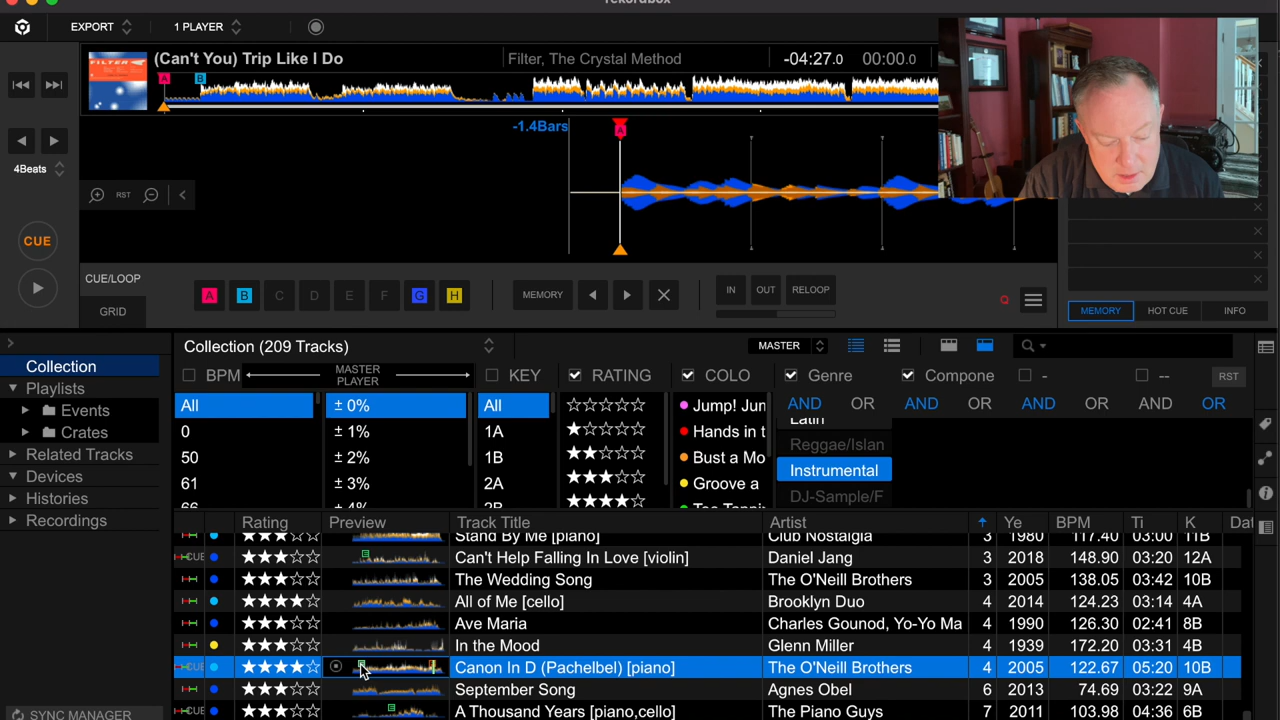 rekordbox
EXPORT 1 PLAYER
(Can't You) Trip Like I Do Filter, The Crystal Method -04:27.0 00:00.0
FILTER
A B
-1.4Bars
A
4Beats
RST
CUE
CUE/LOOP
A B C D E F G H MEMORY IN OUT RELOOP
GRID
Q
MEMORY HOT CUE INFO
Collection (209 Tracks) MASTER
BPM MASTER PLAYER KEY RATING COLO Genre Compone - -- RST
AND OR AND OR AND OR AND OR
All ± 0% All Jump! Jun Latin
0 ± 1% 1A Hands in t Reggae/Islan
50 ± 2% 1B Bust a Mo Instrumental
61 ± 3% 2A Groove a DJ-Sample/F
66 ± 4% 2B Toe Tappin
Collection
Playlists
Events
Crates
Related Tracks
Devices
Histories
Recordings
SYNC MANAGER
Rating Preview Track Title Artist Ye BPM Ti K Dat
Stand By Me [piano] Club Nostalgia 3 1980 117.40 03:00 11B
CUE Can't Help Falling In Love [violin] Daniel Jang 3 2018 148.90 03:20 12A
The Wedding Song The O'Neill Brothers 3 2005 138.05 03:42 10B
All of Me [cello] Brooklyn Duo 4 2014 124.23 03:14 4A
Ave Maria Charles Gounod, Yo-Yo Ma 4 1990 126.30 02:41 8B
In the Mood Glenn Miller 4 1939 172.20 03:31 4B
CUE Canon In D (Pachelbel) [piano] The O'Neill Brothers 4 2005 122.67 05:20 10B
September Song Agnes Obel 6 2013 74.69 03:22 9A
CUE A Thousand Years [piano,cello] The Piano Guys 7 2011 103.98 04:36 6B